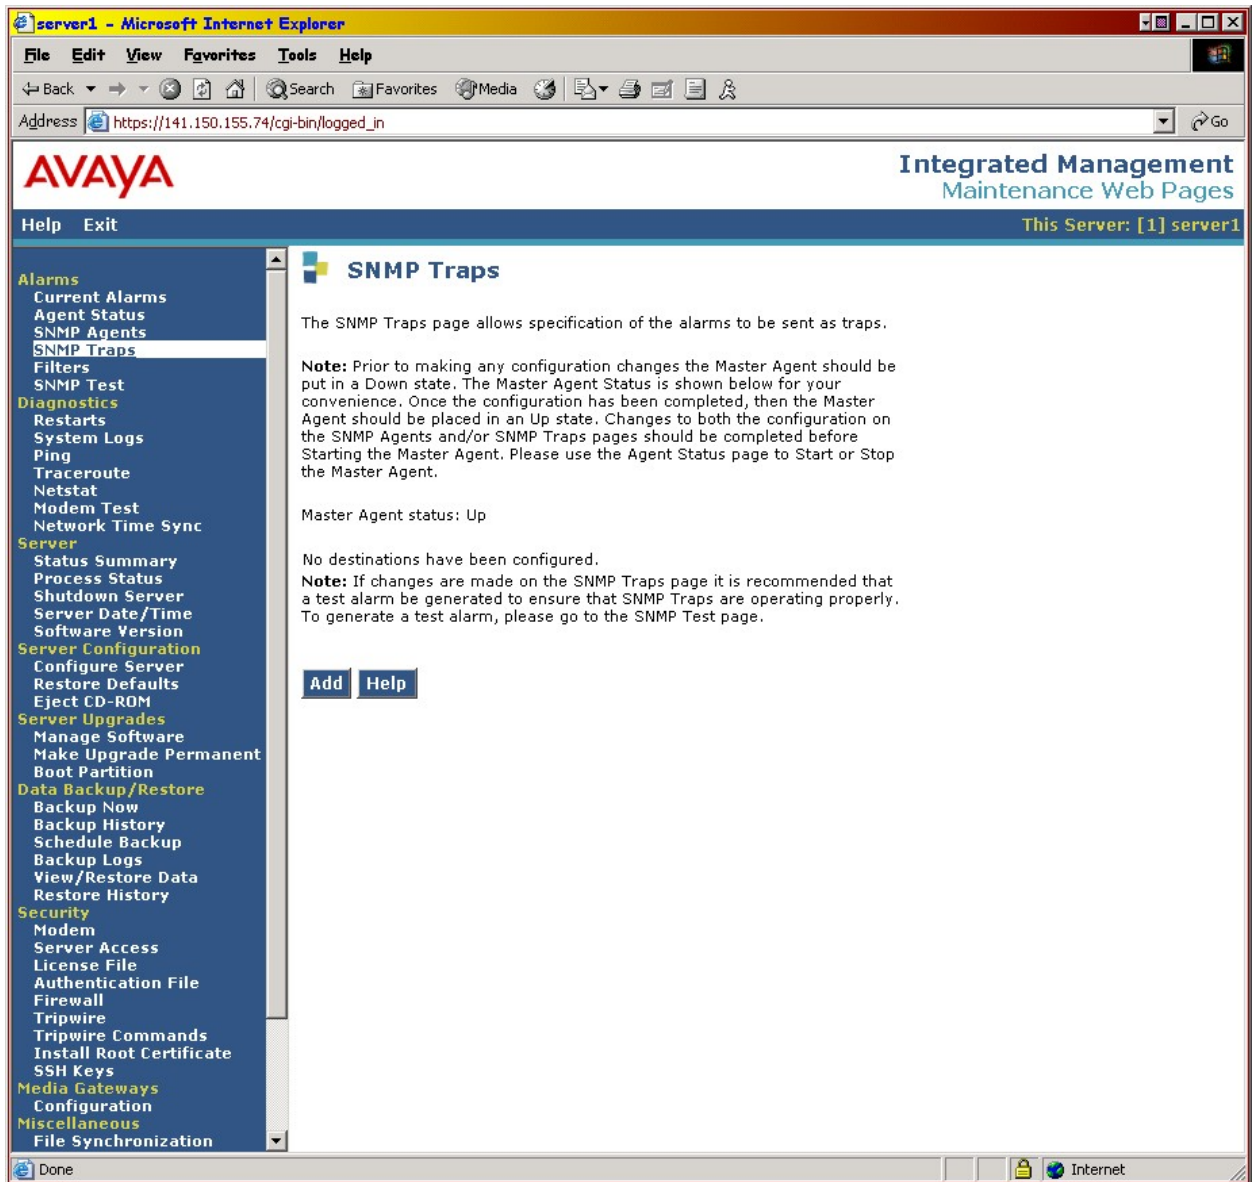 server1 - Microsoft Internet Explorer
File Edit View Favorites Tools Help
Back Search Favorites Media
Address https://141.150.155.74/cgi-bin/logged_in Go
AVAYA
Integrated Management
Maintenance Web Pages
Help Exit
This Server: [1] server1
Alarms
Current Alarms
Agent Status
SNMP Agents
SNMP Traps
Filters
SNMP Test
Diagnostics
Restarts
System Logs
Ping
Traceroute
Netstat
Modem Test
Network Time Sync
Server
Status Summary
Process Status
Shutdown Server
Server Date/Time
Software Version
Server Configuration
Configure Server
Restore Defaults
Eject CD-ROM
Server Upgrades
Manage Software
Make Upgrade Permanent
Boot Partition
Data Backup/Restore
Backup Now
Backup History
Schedule Backup
Backup Logs
View/Restore Data
Restore History
Security
Modem
Server Access
License File
Authentication File
Firewall
Tripwire
Tripwire Commands
Install Root Certificate
SSH Keys
Media Gateways
Configuration
Miscellaneous
File Synchronization
SNMP Traps
The SNMP Traps page allows specification of the alarms to be sent as traps.
Note: Prior to making any configuration changes the Master Agent should be
put in a Down state. The Master Agent Status is shown below for your
convenience. Once the configuration has been completed, then the Master
Agent should be placed in an Up state. Changes to both the configuration on
the SNMP Agents and/or SNMP Traps pages should be completed before
Starting the Master Agent. Please use the Agent Status page to Start or Stop
the Master Agent.
Master Agent status: Up
No destinations have been configured.
Note: If changes are made on the SNMP Traps page it is recommended that
a test alarm be generated to ensure that SNMP Traps are operating properly.
To generate a test alarm, please go to the SNMP Test page.
Add Help
Done
Internet